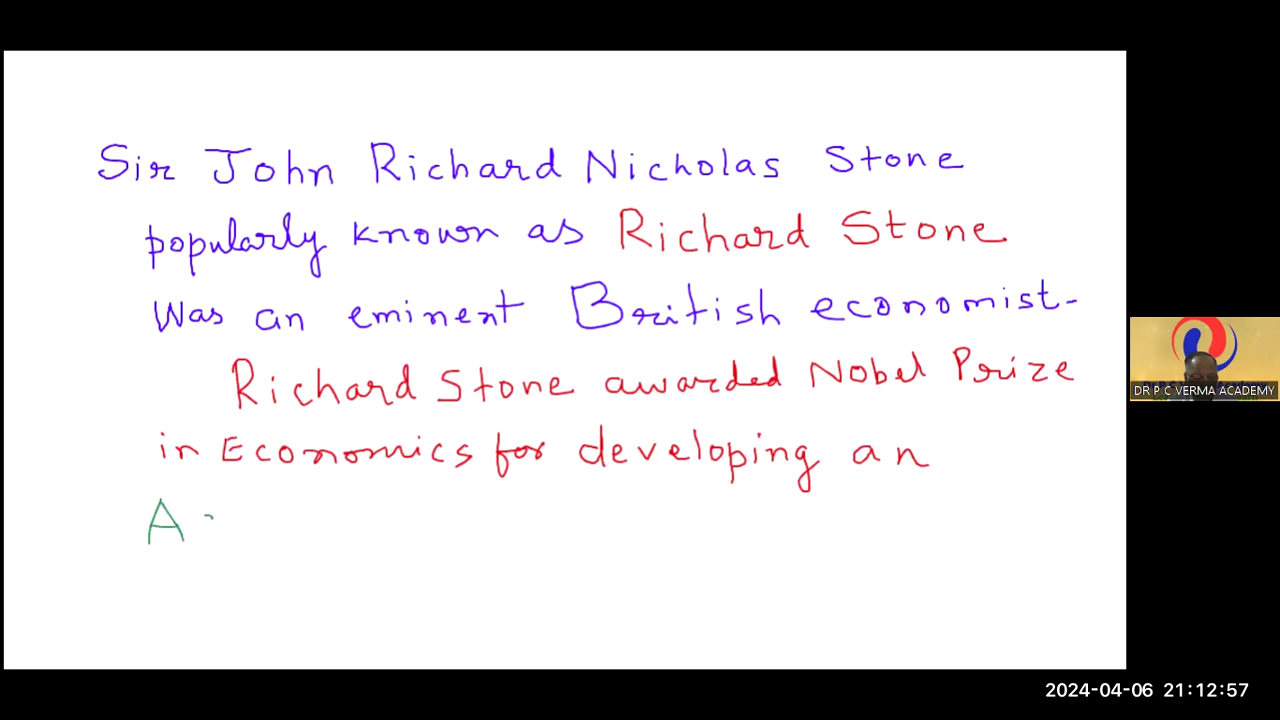 Sir John Richard Nicholas Stone
popularly known as Richard Stone
Was an eminent British economist-
Richard Stone awarded Nobel Prize
in Economics for developing an
A
DR P C VERMA ACADEMY
2024-04-06 21:12:57